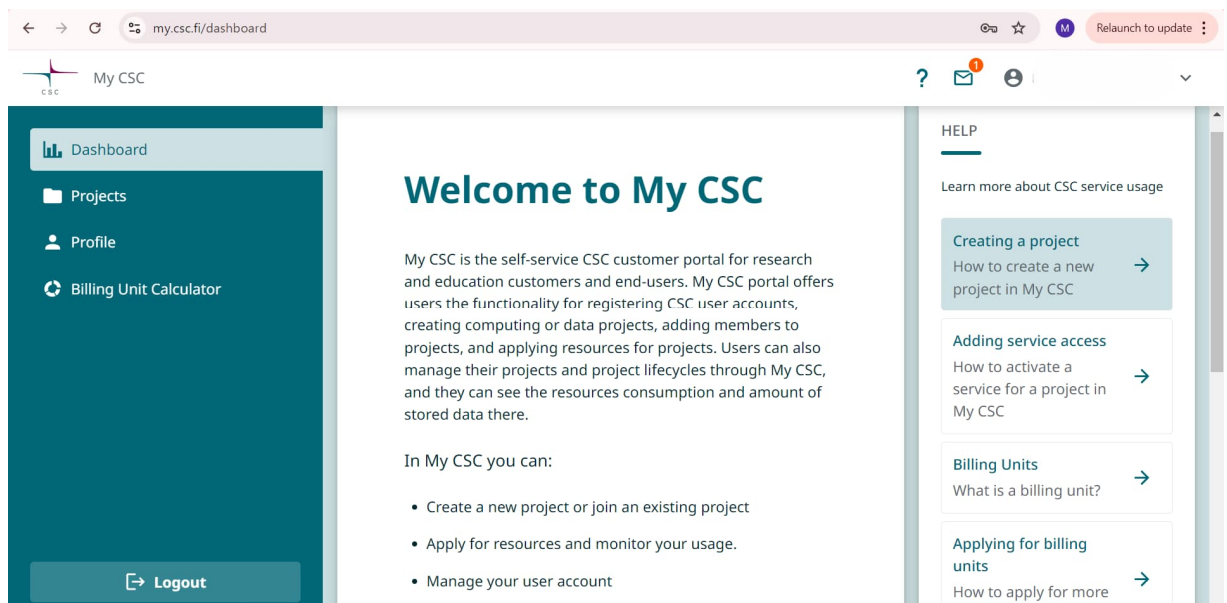 my.csc.fi/dashboard
M
Relaunch to update
CSC
My CSC
?
1
Dashboard
Projects
Profile
Billing Unit Calculator
Logout
Welcome to My CSC
My CSC is the self-service CSC customer portal for research
and education customers and end-users. My CSC portal offers
users the functionality for registering CSC user accounts,
creating computing or data projects, adding members to
projects, and applying resources for projects. Users can also
manage their projects and project lifecycles through My CSC,
and they can see the resources consumption and amount of
stored data there.
In My CSC you can:
• Create a new project or join an existing project
• Apply for resources and monitor your usage.
• Manage your user account
HELP
Learn more about CSC service usage
Creating a project
How to create a new
project in My CSC
Adding service access
How to activate a
service for a project in
My CSC
Billing Units
What is a billing unit?
Applying for billing
units
How to apply for more